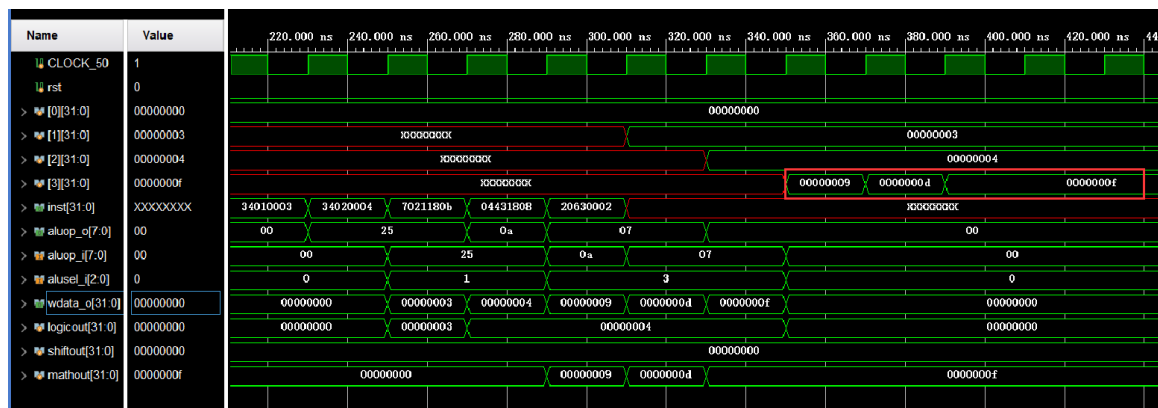 Name Value 220.000 ns 240.000 ns 260.000 ns 280.000 ns 300.000 ns 320.000 ns 340.000 ns 360.000 ns 380.000 ns 400.000 ns 420.000 ns 44
CLOCK_50 1
rst 0
[0][31:0] 00000000 00000000
[1][31:0] 00000003 XXXXXXXX 00000003
[2][31:0] 00000004 XXXXXXXX 00000004
[3][31:0] 0000000f XXXXXXXX 00000009 0000000d 0000000f
inst[31:0] XXXXXXXX 34010003 34020004 7021180b 0443180B 20630002 XXXXXXXX
aluop_o[7:0] 00 00 25 0a 07 00
aluop_i[7:0] 00 00 25 0a 07 00
alusel_i[2:0] 0 0 1 3 0
wdata_o[31:0] 00000000 00000000 00000003 00000004 00000009 0000000d 0000000f 00000000
logicout[31:0] 00000000 00000000 00000003 00000004 00000000
shiftout[31:0] 00000000 00000000
mathout[31:0] 0000000f 00000000 00000009 0000000d 0000000f